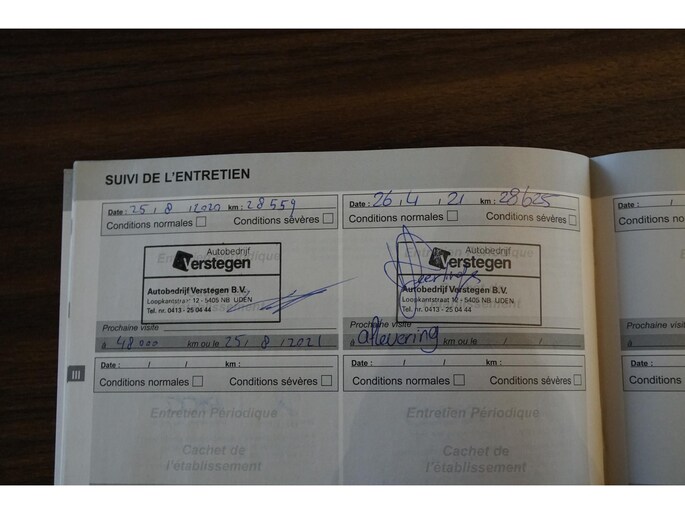 SUIVI DE L'ENTRETIEN
Date : 25 / 8 / 2020 km : 28559
Conditions normales Conditions sévères
Entretien Périodique
Autobedrijf
Verstegen
Autobedrijf Verstegen B.V.
Loopkantstraat 12 - 5405 NB UDEN
Tel. nr. 0413 - 25 04 44
Prochaine visite
à 48000 km ou le 25 / 8 / 2021
Date : 26 / 4 / 21 km : 28625
Conditions normales Conditions sévères
Autobedrijf
Verstegen
Autobedrijf Verstegen B.V.
Loopkantstraat 12 - 5405 NB UDEN
Tel. nr. 0413 - 25 04 44
Prochaine visite
à aflevering km ou le / /
Date : / / km :
Conditions normales Conditions sévères
Entretien Périodique
Cachet de
l'établissement
Date : / / km :
Conditions normales Conditions sévères
Entretien Périodique
Cachet de
l'établissement
III
Date :
Conditions
Prochaine
à
Date :
Conditions